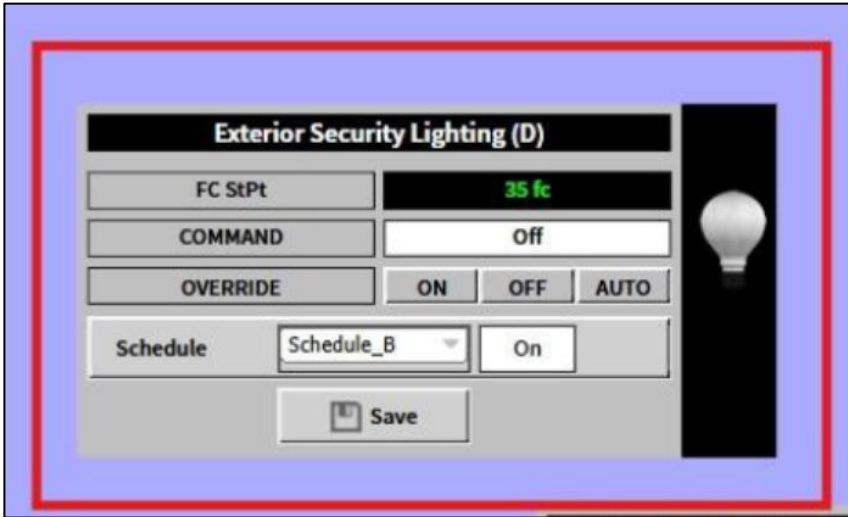 Exterior Security Lighting (D)
FC StPt 35 fc
COMMAND Off
OVERRIDE ON OFF AUTO
Schedule Schedule_B On
Save